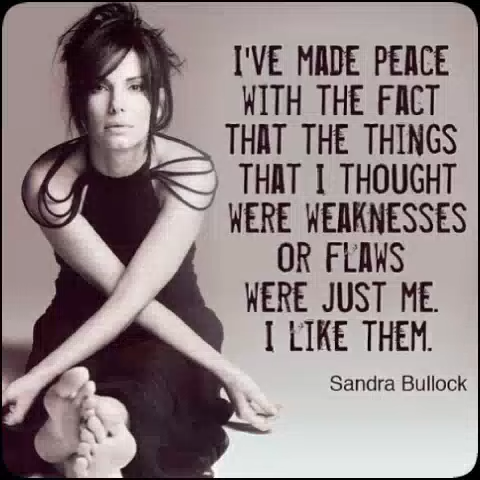 I'VE MADE PEACE
WITH THE FACT
THAT THE THINGS
THAT I THOUGHT
WERE WEAKNESSES
OR FLAWS
WERE JUST ME.
I LIKE THEM.
Sandra Bullock